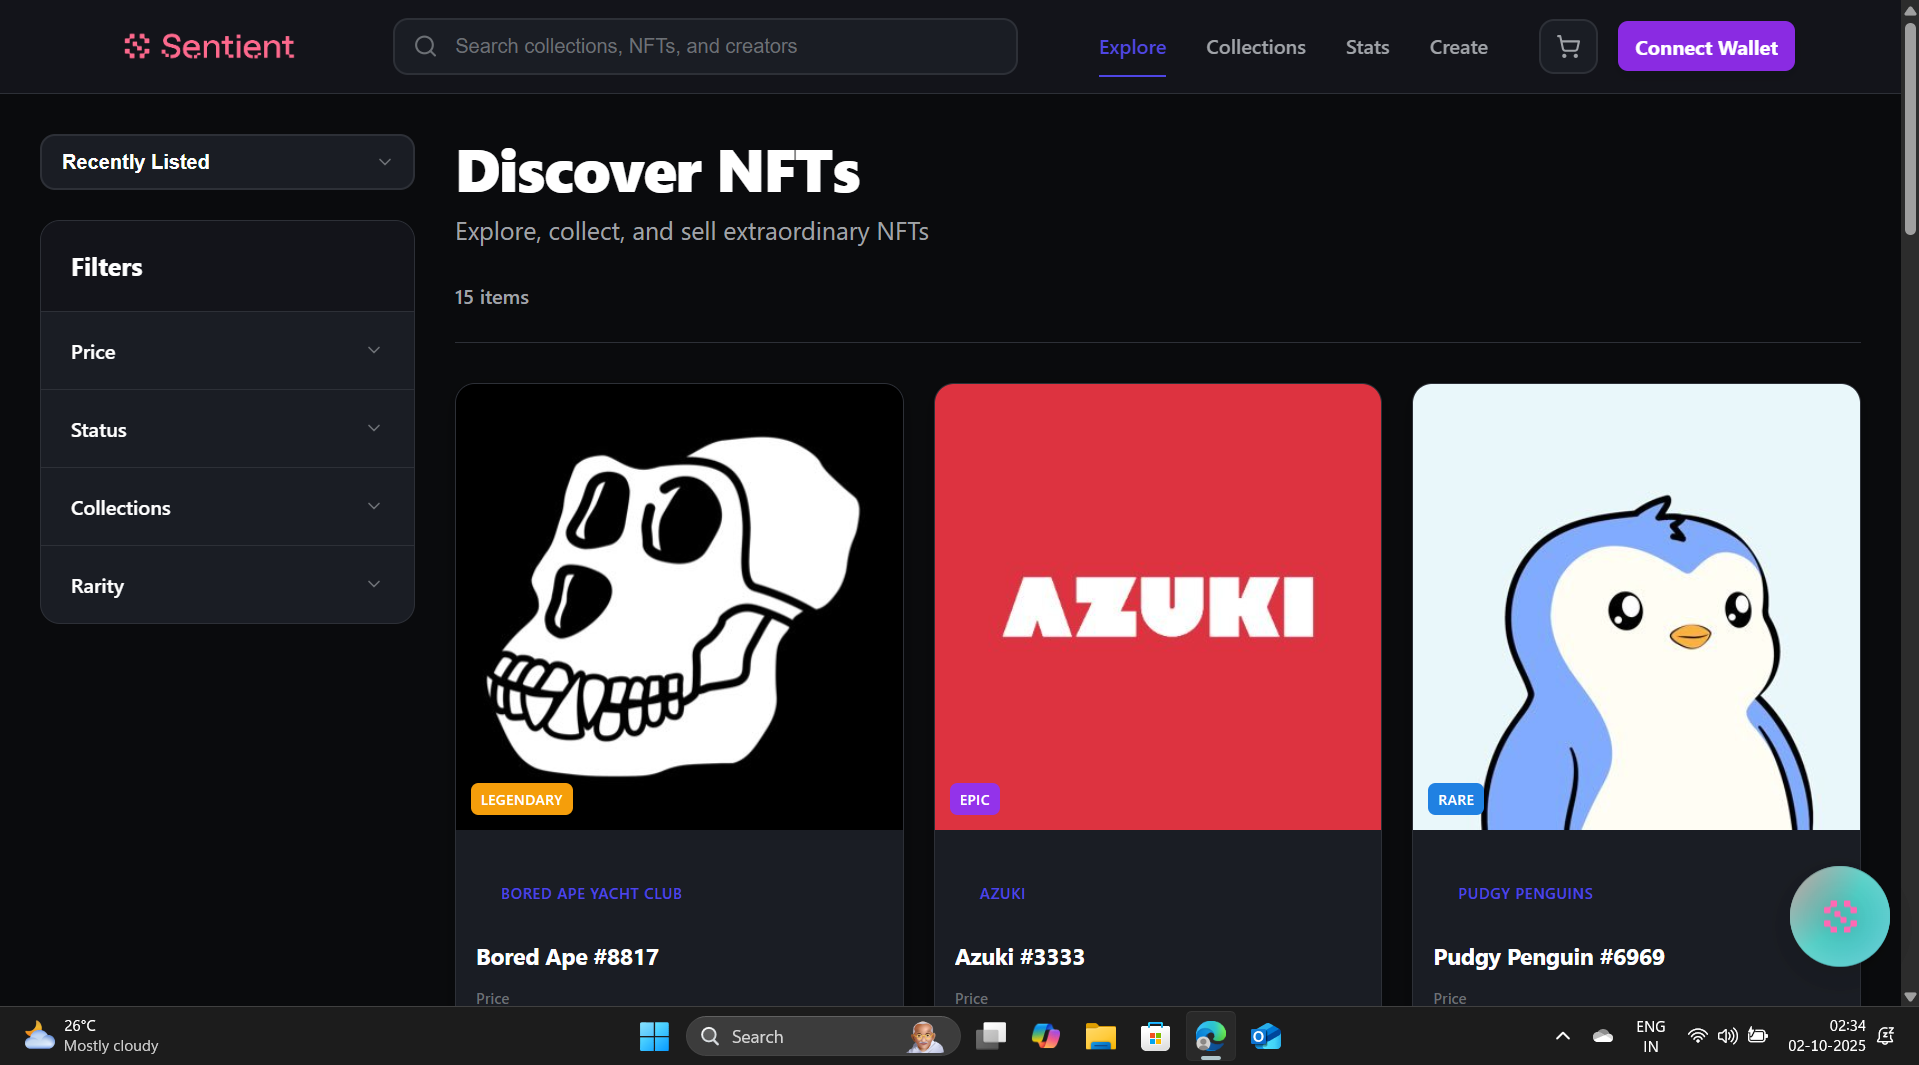 Sentient
Search collections, NFTs, and creators
Explore
Collections
Stats
Create
Connect Wallet
Recently Listed
Filters
Price
Status
Collections
Rarity
Discover NFTs
Explore, collect, and sell extraordinary NFTs
15 items
LEGENDARY
BORED APE YACHT CLUB
Bored Ape #8817
Price
AZUKI
EPIC
AZUKI
Azuki #3333
Price
RARE
PUDGY PENGUINS
Pudgy Penguin #6969
Price
26°C
Mostly cloudy
Search
ENG
IN
02:34
02-10-2025